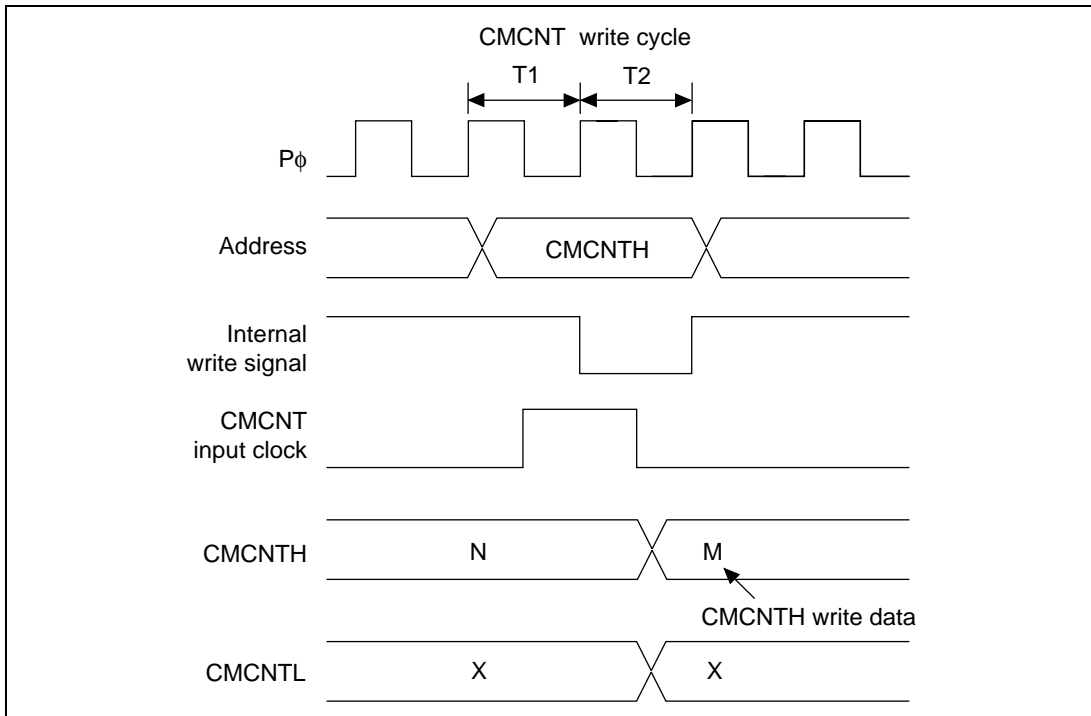 CMCNT write cycle
T1 T2
Pϕ
Address CMCNTH
Internal
write signal
CMCNT
input clock
CMCNTH N M
CMCNTH write data
CMCNTL X X